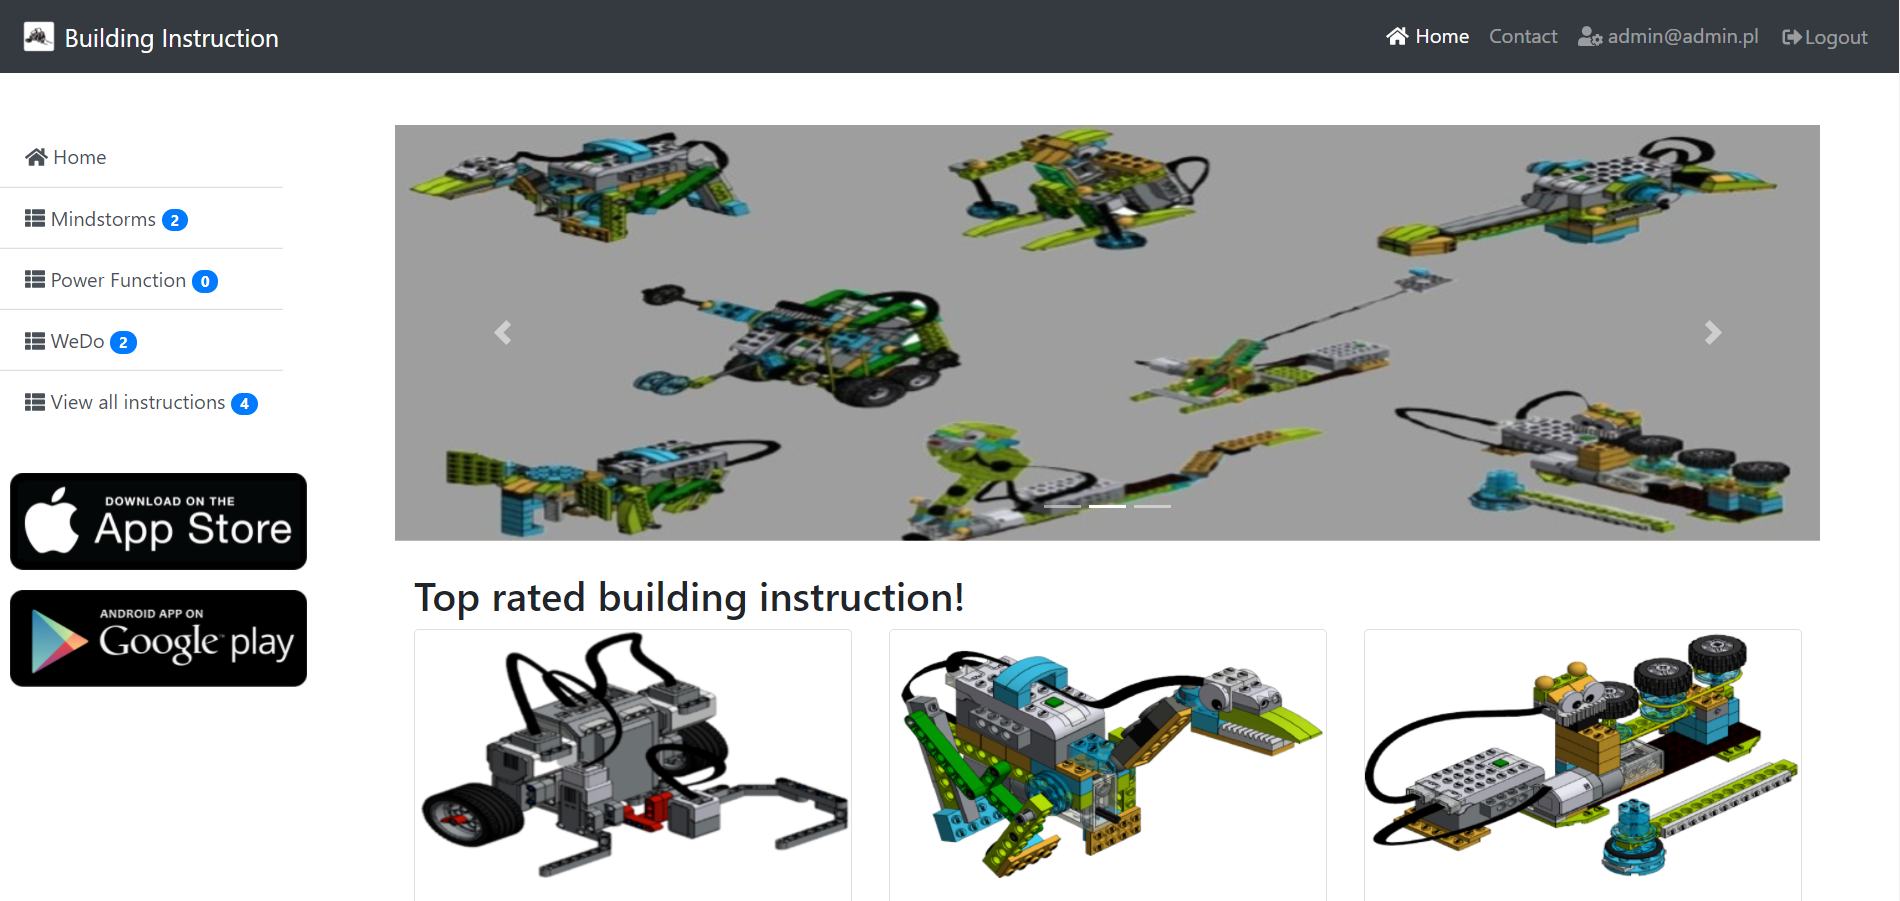 Building Instruction
Home
Contact
admin@admin.pl
Logout
Home
Mindstorms 2
Power Function 0
WeDo 2
View all instructions 4
DOWNLOAD ON THE
App Store
ANDROID APP ON
Google play
Top rated building instruction!